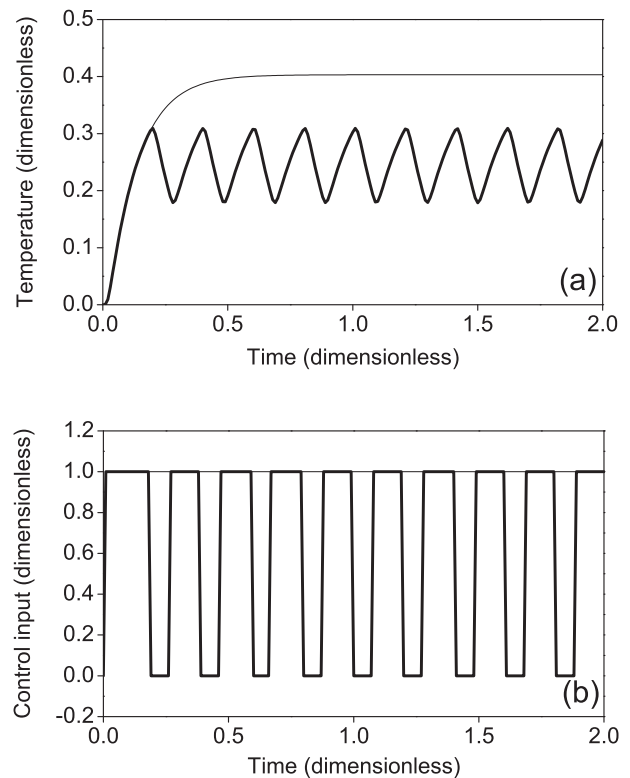 0.5
0.4
0.3
0.2
0.1
0.0
Temperature (dimensionless)
(a)
0.0 0.5 1.0 1.5 2.0
Time (dimensionless)
1.2
1.0
0.8
0.6
0.4
0.2
0.0
-0.2
Control input (dimensionless)
(b)
0.0 0.5 1.0 1.5 2.0
Time (dimensionless)